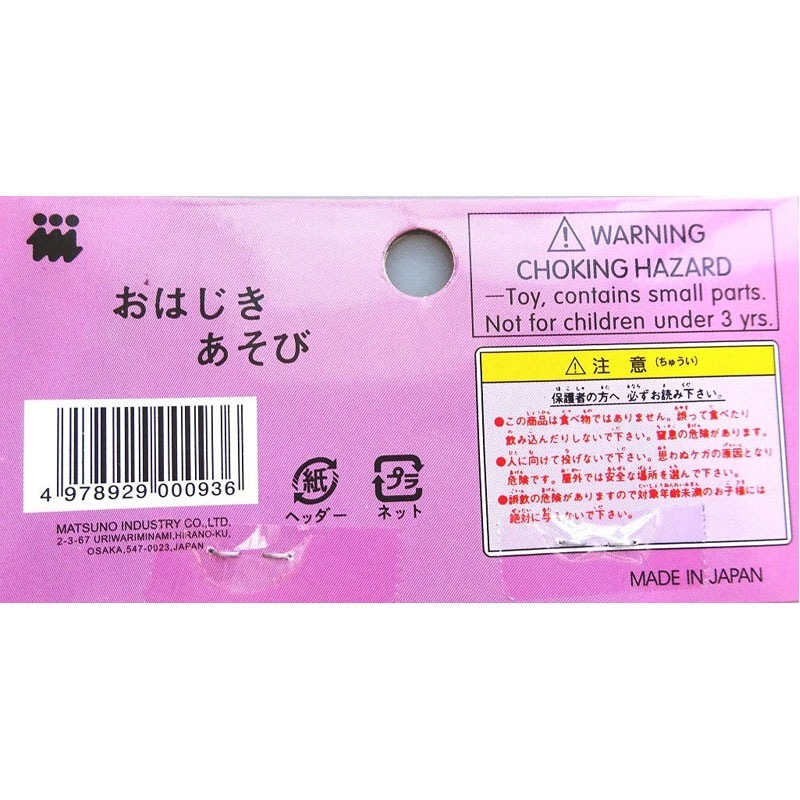 おはじき
あそび
4 978929 000936
MATSUNO INDUSTRY CO.,LTD.
2-3-67 URIWARIMINAMI,HIRANO-KU,
OSAKA,547-0023,JAPAN
紙
ヘッダー
プラ
ネット
WARNING
CHOKING HAZARD
—Toy, contains small parts.
Not for children under 3 yrs.
注 意 (ちゅうい)
保護者の方へ 必ずお読み下さい。
●この商品は食べ物ではありません。誤って食べたり
飲み込んだりしないで下さい。窒息の危険があります。
●人に向けて投げないで下さい。思わぬケガの原因となり
危険です。屋外では安全な場所を選んで下さい。
●誤飲の危険がありますので対象年齢未満のお子様には
絶対に与えないで下さい。
MADE IN JAPAN